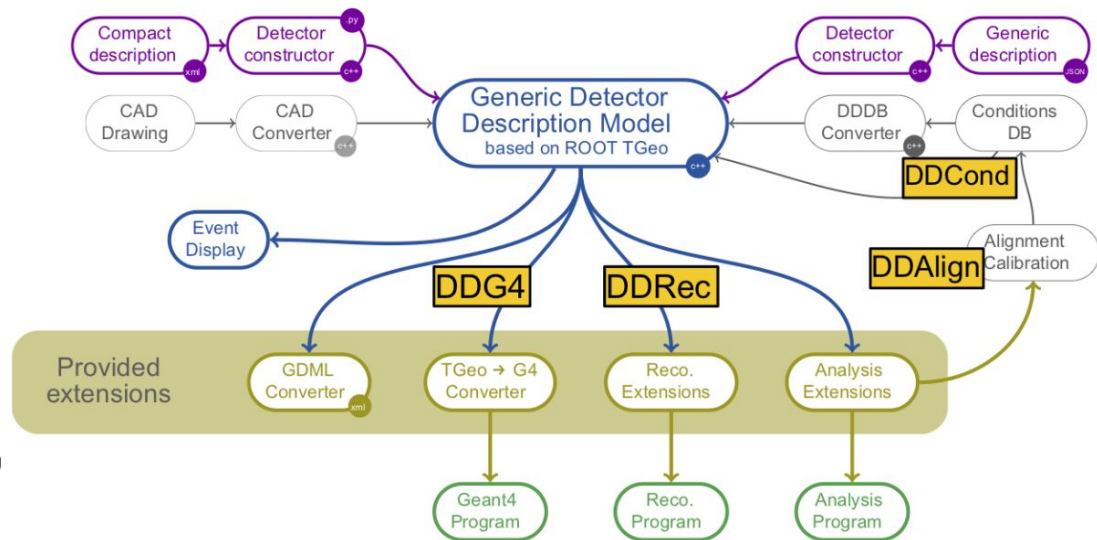 Compact
description
xml
Detector
constructor
.py
c++
Detector
constructor
c++
Generic
description
JSON
CAD
Drawing
CAD
Converter
c++
Generic Detector
Description Model
based on ROOT TGeo
c++
DDDB
Converter
c++
Conditions
DB
DDCond
Event
Display
Alignment
Calibration
DDAlign
DDG4
DDRec
Provided
extensions
GDML
Converter
xml
TGeo → G4
Converter
Reco.
Extensions
Analysis
Extensions
Geant4
Program
Reco.
Program
Analysis
Program